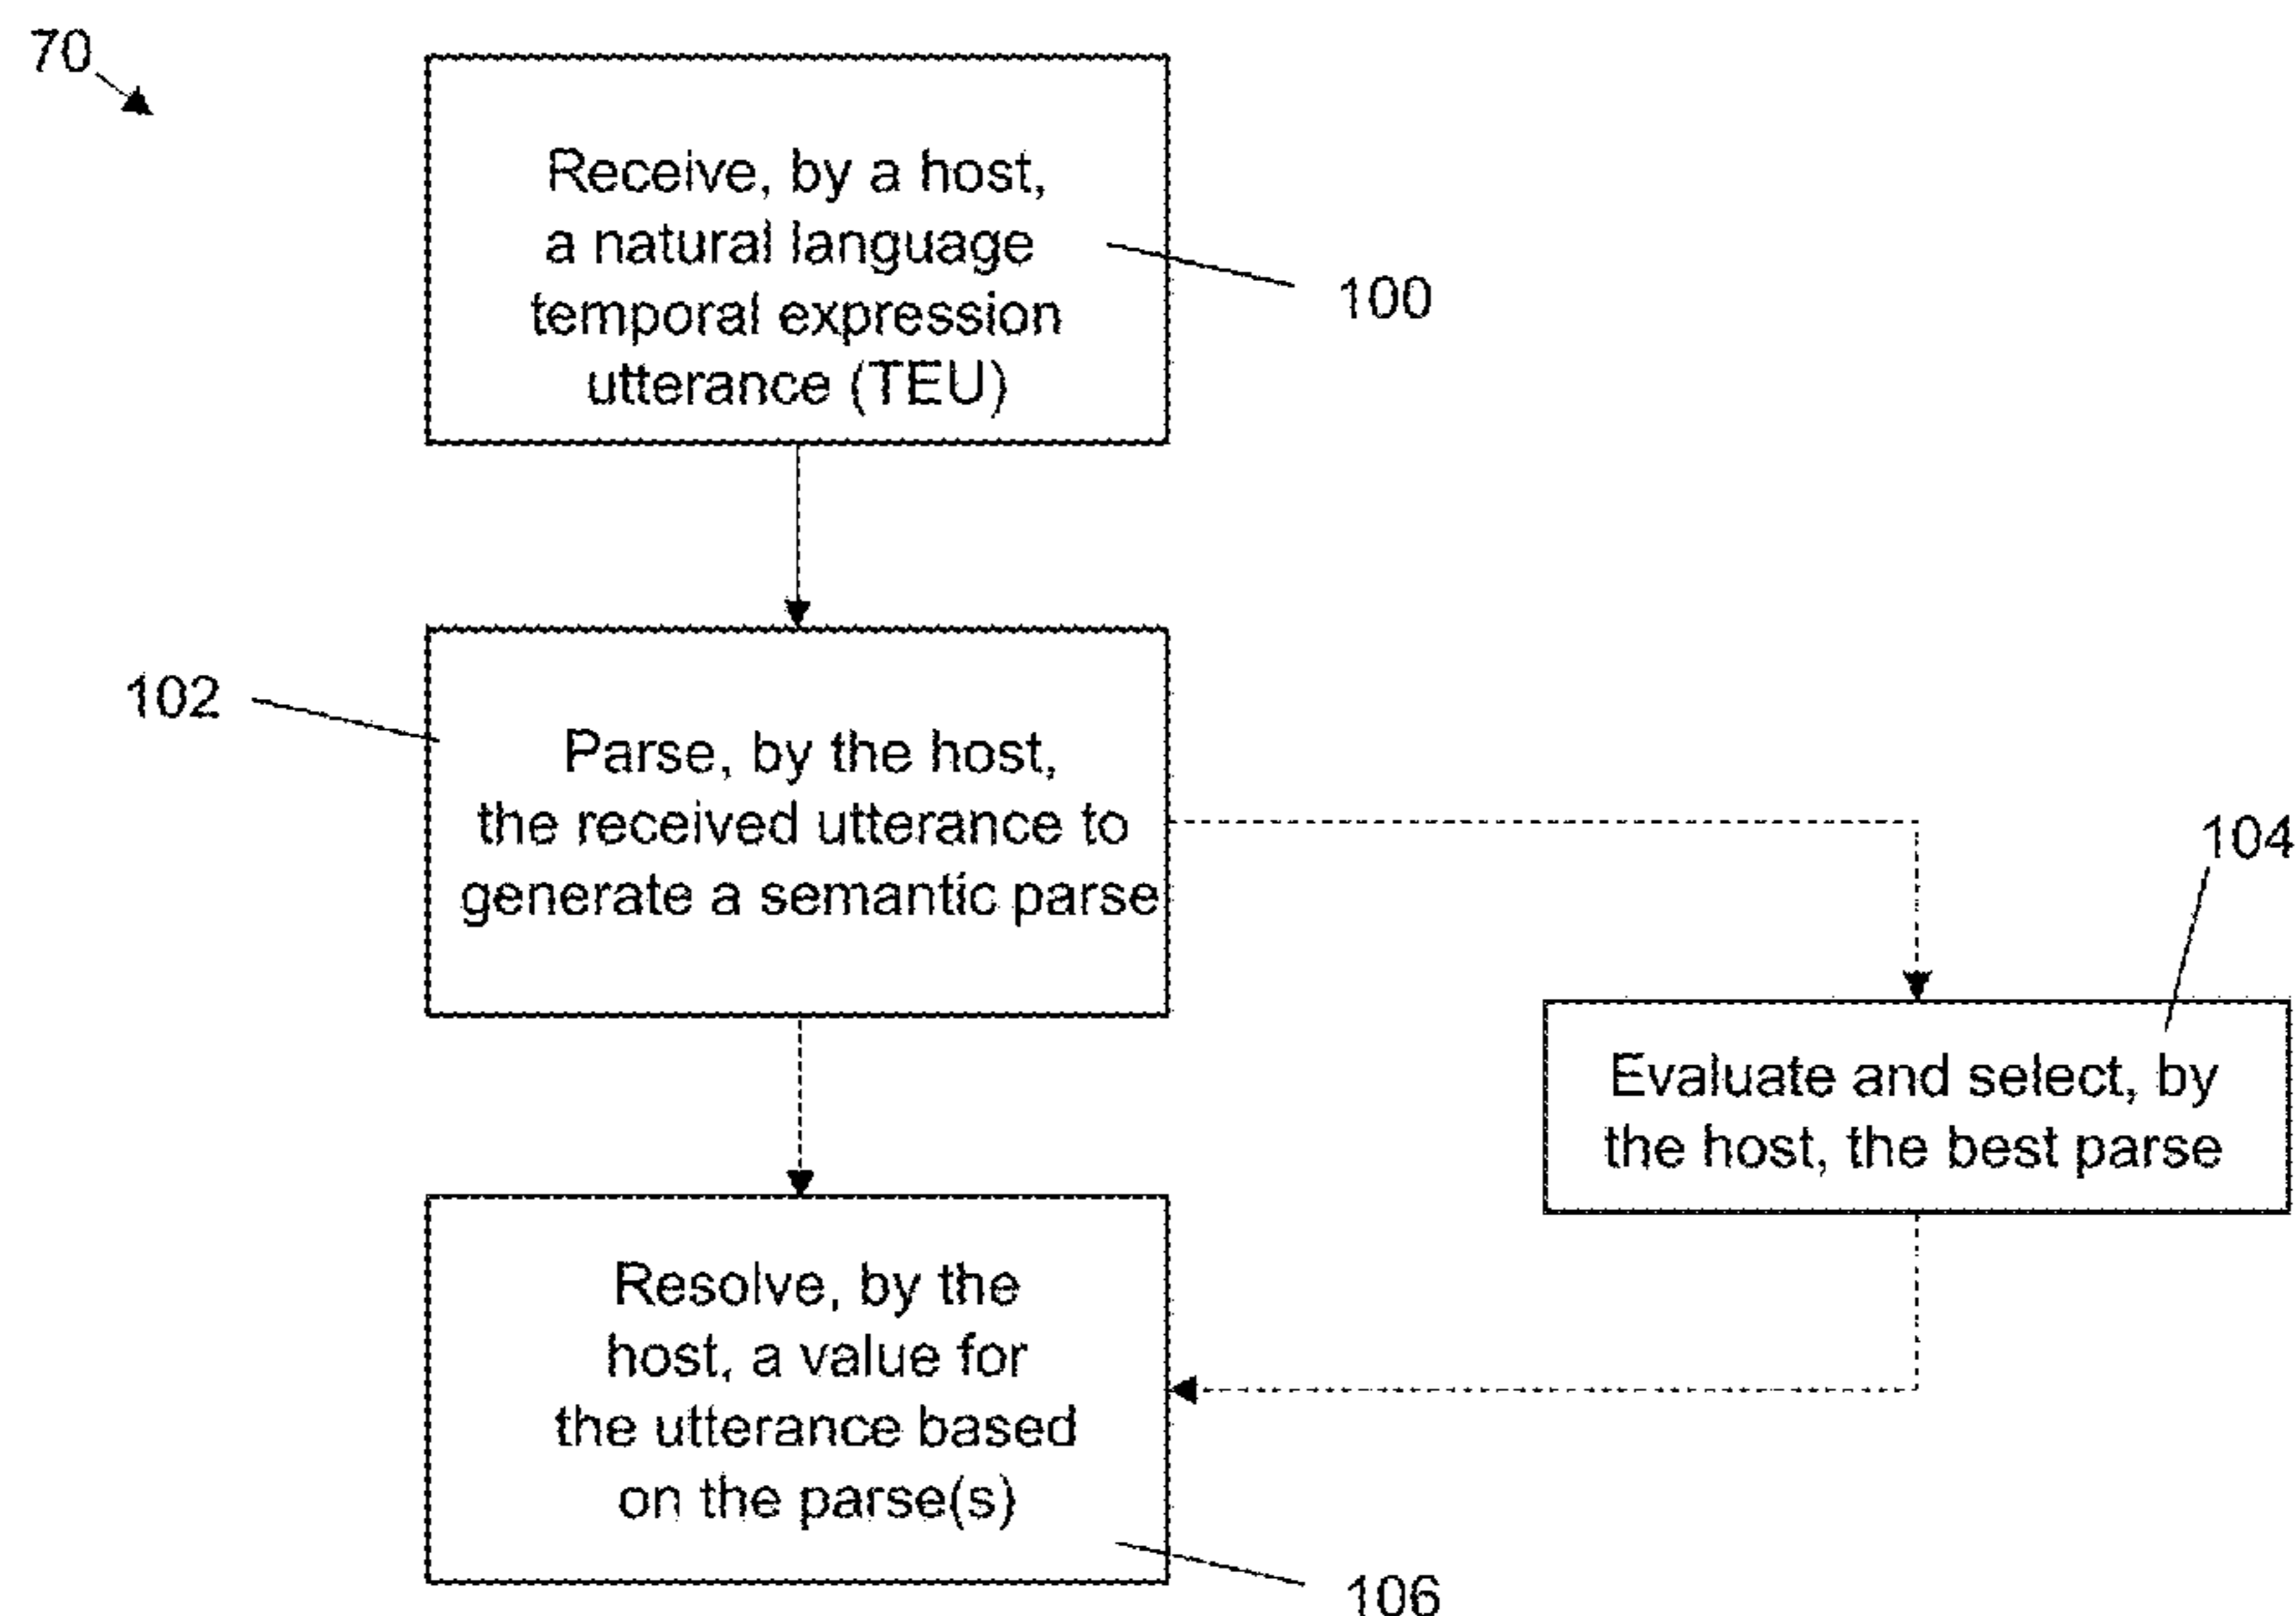 70
Receive, by a host,
a natural language
temporal expression
utterance (TEU)
100
102
Parse, by the host,
the received utterance to
generate a semantic parse
104
Evaluate and select, by
the host, the best parse
Resolve, by the
host, a value for
the utterance based
on the parse(s)
106